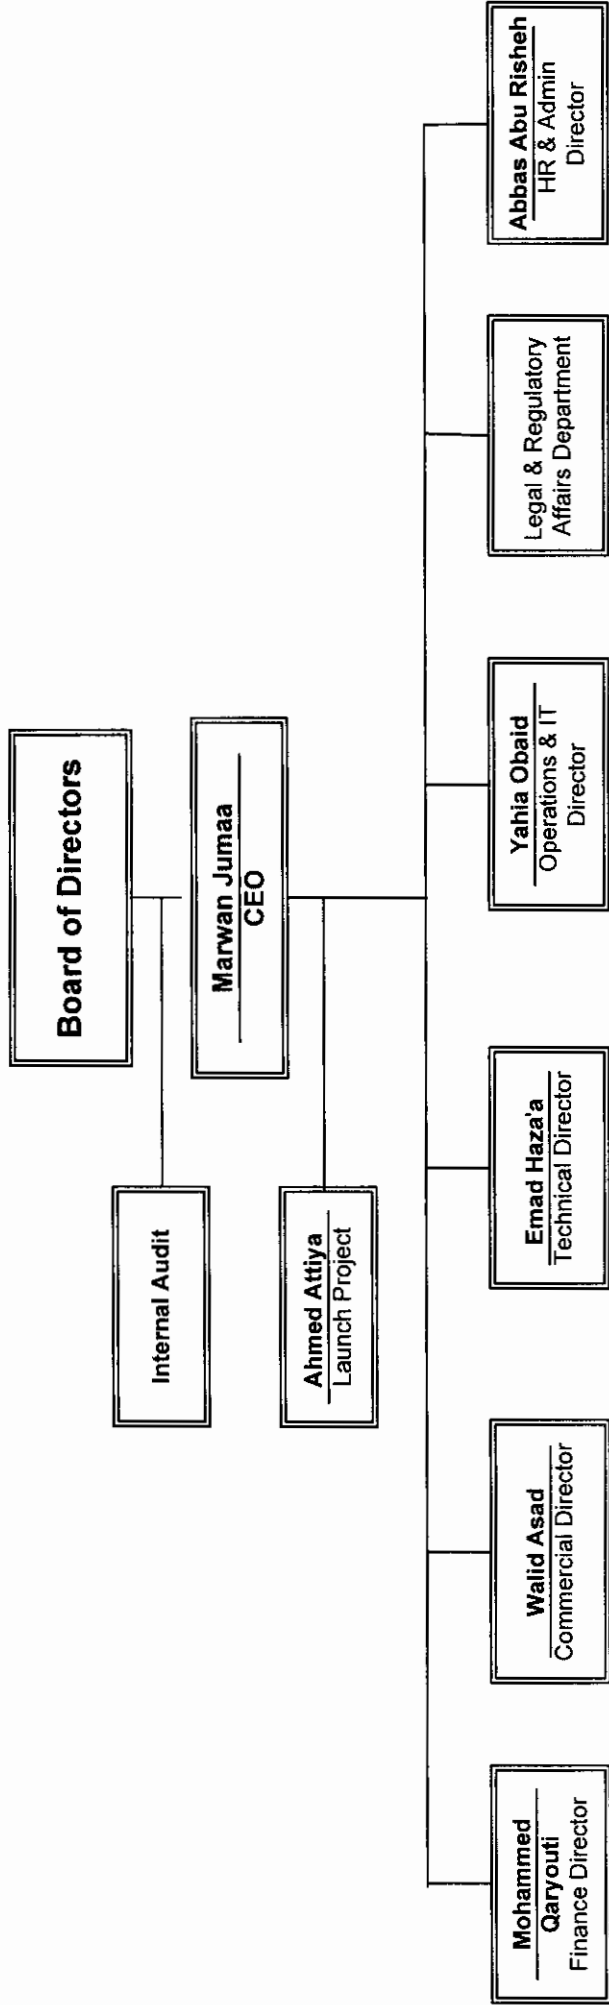 Board of Directors
Internal Audit
Marwan Jumaa
CEO
Ahmed Attiya
Launch Project
Mohammed
Qaryouti
Finance Director
Walid Asad
Commercial Director
Emad Haza'a
Technical Director
Yahia Obaid
Operations & IT
Director
Legal & Regulatory
Affairs Department
Abbas Abu Risheh
HR & Admin
Director